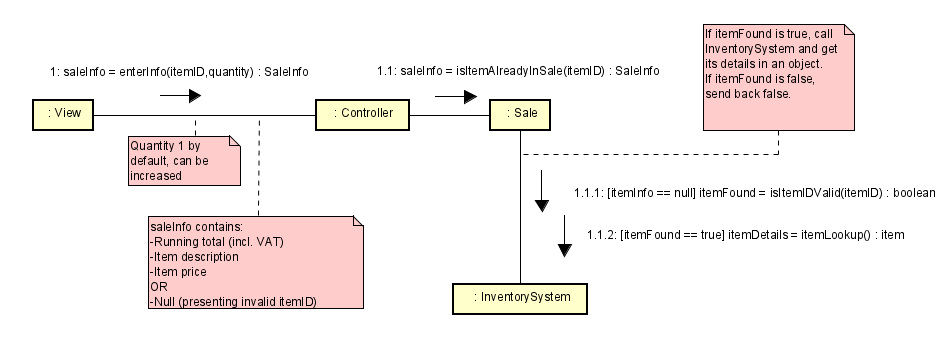 If itemFound is true, call
InventorySystem and get
its details in an object.
If itemFound is false,
send back false.
1: saleInfo = enterInfo(itemID,quantity) : SaleInfo
1.1: saleInfo = isItemAlreadyInSale(itemID) : SaleInfo
: View
: Controller
: Sale
Quantity 1 by
default, can be
increased
1.1.1: [itemInfo == null] itemFound = isItemIDValid(itemID) : boolean
saleInfo contains:
-Running total (incl. VAT)
-Item description
-Item price
OR
-Null (presenting invalid itemID)
1.1.2: [itemFound == true] itemDetails = itemLookup() : item
: InventorySystem